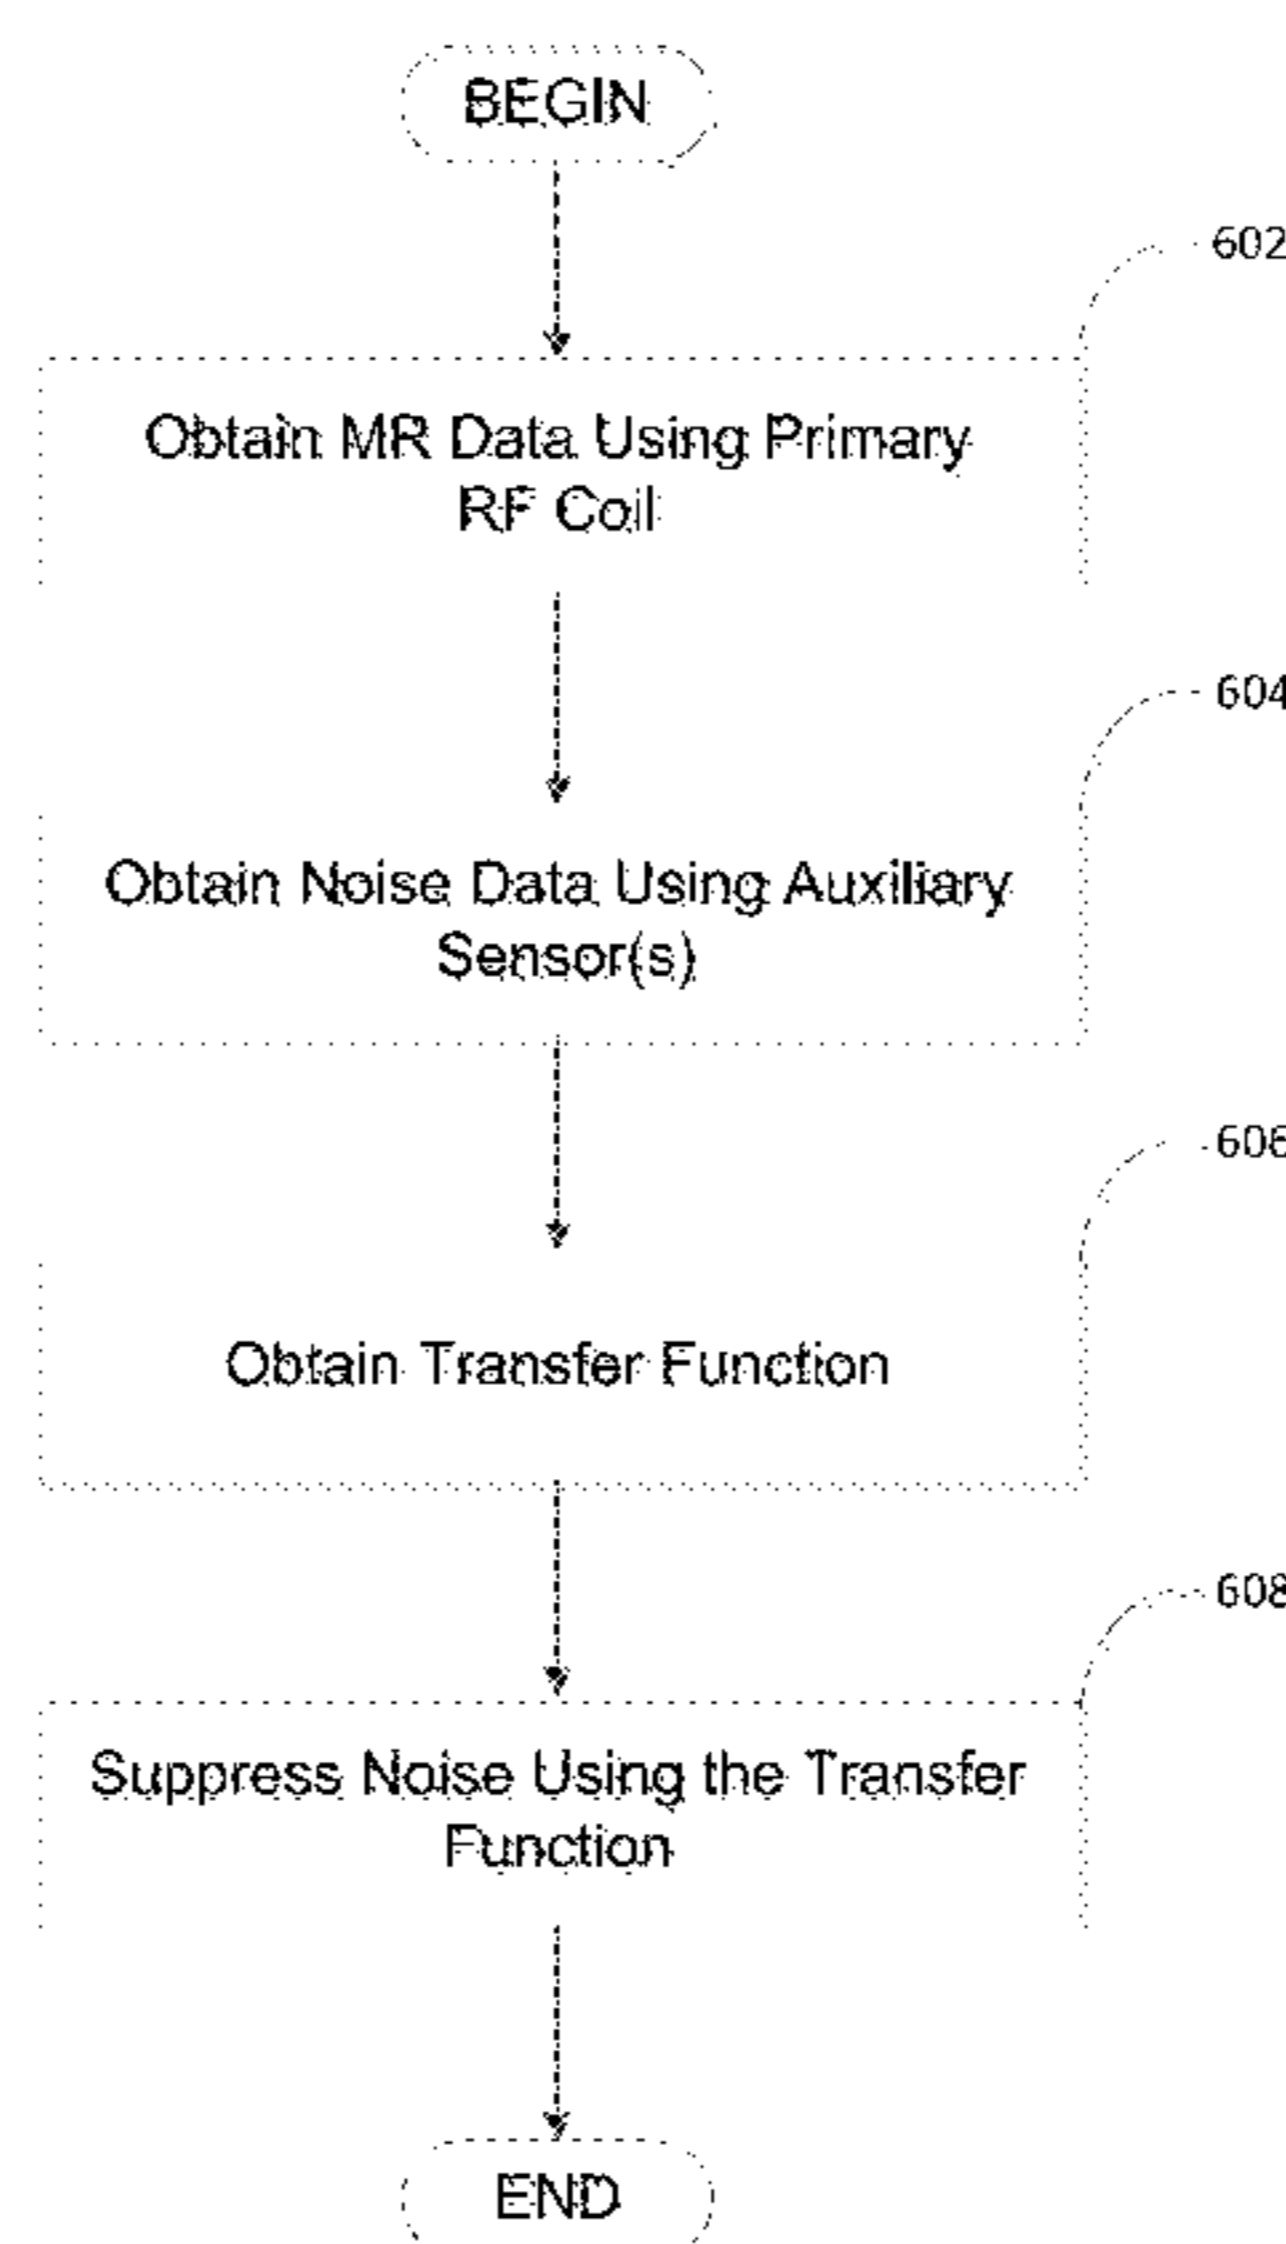 BEGIN
602
Obtain MR Data Using Primary
RF Coil
604
Obtain Noise Data Using Auxiliary
Sensor(s)
606
Obtain Transfer Function
608
Suppress Noise Using the Transfer
Function
END